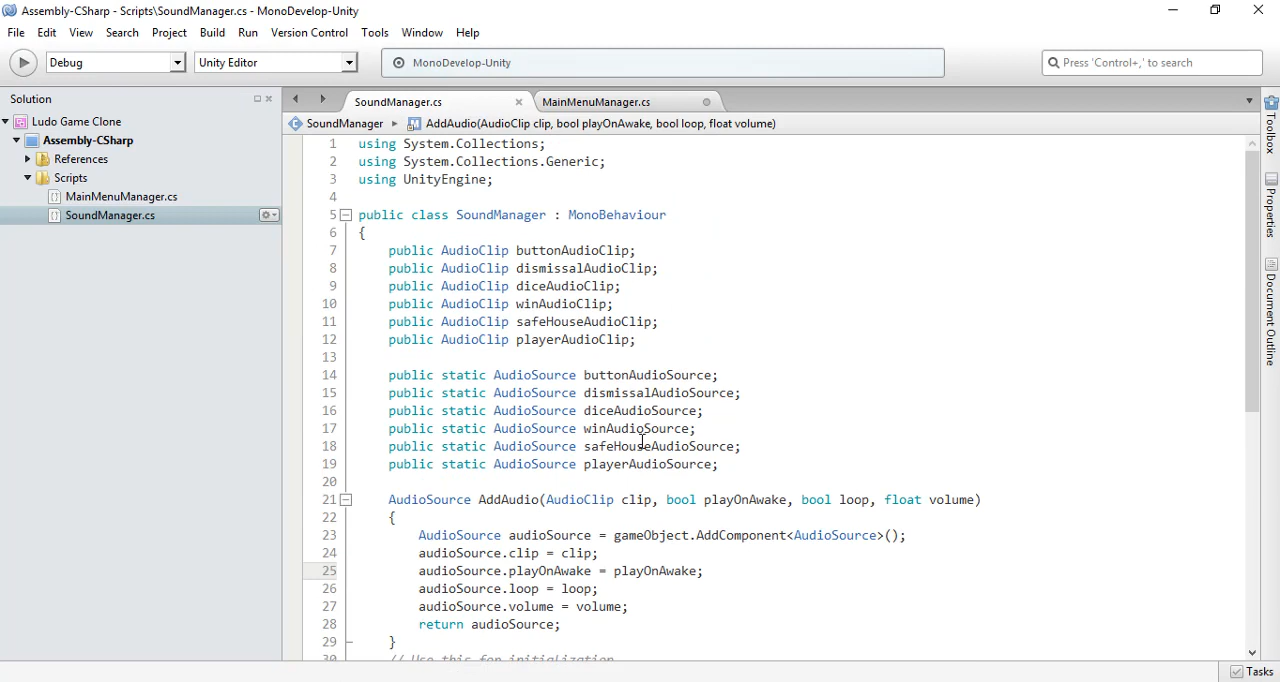 Assembly-CSharp - Scripts\SoundManager.cs - MonoDevelop-Unity
File Edit View Search Project Build Run Version Control Tools Window Help
Debug Unity Editor MonoDevelop-Unity Press 'Control+,' to search
Solution
Ludo Game Clone
Assembly-CSharp
References
Scripts
MainMenuManager.cs
SoundManager.cs
SoundManager.cs MainMenuManager.cs
SoundManager AddAudio(AudioClip clip, bool playOnAwake, bool loop, float volume)
1 using System.Collections;
2 using System.Collections.Generic;
3 using UnityEngine;
4
5 public class SoundManager : MonoBehaviour
6 {
7 public AudioClip buttonAudioClip;
8 public AudioClip dismissalAudioClip;
9 public AudioClip diceAudioClip;
10 public AudioClip winAudioClip;
11 public AudioClip safeHouseAudioClip;
12 public AudioClip playerAudioClip;
13
14 public static AudioSource buttonAudioSource;
15 public static AudioSource dismissalAudioSource;
16 public static AudioSource diceAudioSource;
17 public static AudioSource winAudioSource;
18 public static AudioSource safeHouseAudioSource;
19 public static AudioSource playerAudioSource;
20
21 AudioSource AddAudio(AudioClip clip, bool playOnAwake, bool loop, float volume)
22 {
23 AudioSource audioSource = gameObject.AddComponent<AudioSource>();
24 audioSource.clip = clip;
25 audioSource.playOnAwake = playOnAwake;
26 audioSource.loop = loop;
27 audioSource.volume = volume;
28 return audioSource;
29 }
30 // Use this for initialization
Toolbox
Properties
Document Outline
Tasks